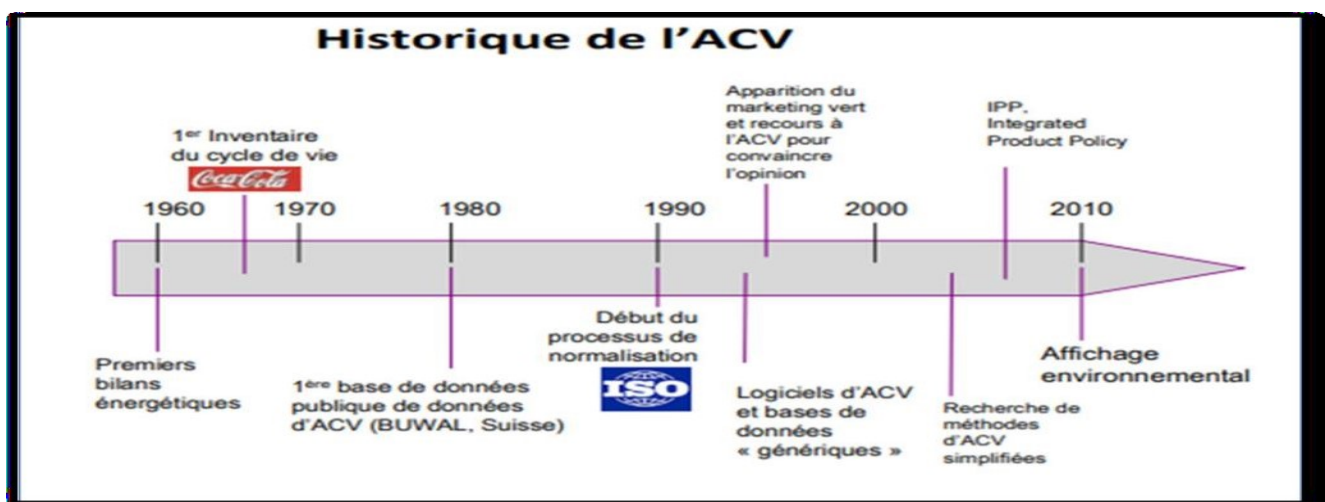 Historique de l'ACV
1er Inventaire
du cycle de vie
Coca-Cola
Apparition du
marketing vert
et recours à
l'ACV pour
convaincre
l'opinion
IPP,
Integrated
Product Policy
1960 1970 1980 1990 2000 2010
Premiers
bilans
énergétiques
1ère base de données
publique de données
d'ACV (BUWAL, Suisse)
Début du
processus de
normalisation
ISO
Logiciels d'ACV
et bases de
données
« génériques »
Recherche de
méthodes
d'ACV
simplifiées
Affichage
environnemental